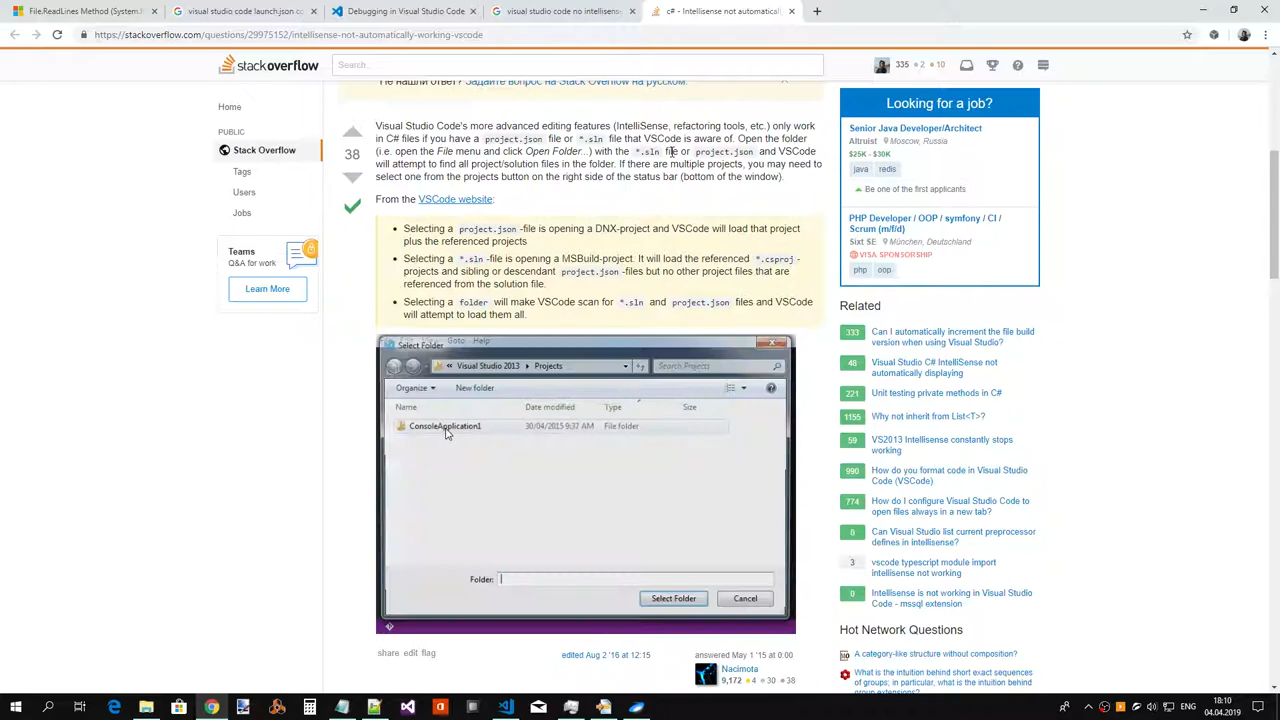 File.ReadLines Method (System.IO
visual studio code launchjson cc
Debugging in Visual Studio Code
visual studio code no intellisens
c# - Intellisense not automatica
https://stackoverflow.com/questions/29975152/intellisense-not-automatically-working-vscode
stackoverflow
Search...
335 2 10
Не нашли ответ? Задайте вопрос на Stack Overflow на русском.
Home
PUBLIC
Stack Overflow
Tags
Users
Jobs
Teams
Q&A for work
Learn More
38
Visual Studio Code's more advanced editing features (IntelliSense, refactoring tools, etc.) only work
in C# files if you have a project.json file or *.sln file that VSCode is aware of. Open the folder
(i.e. open the File menu and click Open Folder...) with the *.sln file or project.json and VSCode
will attempt to find all project/solution files in the folder. If there are multiple projects, you may need to
select one from the projects button on the right side of the status bar (bottom of the window).
From the VSCode website:
Selecting a project.json -file is opening a DNX-project and VSCode will load that project
plus the referenced projects
Selecting a *.sln -file is opening a MSBuild-project. It will load the referenced *.csproj -
projects and sibling or descendant project.json -files but no other project files that are
referenced from the solution file.
Selecting a folder will make VSCode scan for *.sln and project.json files and VSCode
will attempt to load them all.
File Edit View Goto Help
Select Folder
« Visual Studio 2013 Projects
Search Projects
Organize New folder
Name Date modified Type Size
ConsoleApplication1 30/04/2015 9:37 AM File folder
Folder:
Select Folder Cancel
share edit flag
edited Aug 2 '16 at 12:15
answered May 1 '15 at 0:00
Nacimota
9,172 4 30 38
Looking for a job?
Senior Java Developer/Architect
Altruist Moscow, Russia
$25K - $30K
java redis
Be one of the first applicants
PHP Developer / OOP / symfony / CI /
Scrum (m/f/d)
Sixt SE München, Deutschland
VISA SPONSORSHIP
php oop
Related
333 Can I automatically increment the file build
version when using Visual Studio?
48 Visual Studio C# IntelliSense not
automatically displaying
221 Unit testing private methods in C#
1155 Why not inherit from List<T>?
59 VS2013 Intellisense constantly stops
working
990 How do you format code in Visual Studio
Code (VSCode)
774 How do I configure Visual Studio Code to
open files always in a new tab?
0 Can Visual Studio list current preprocessor
defines in intellisense?
3 vscode typescript module import
intellisense not working
0 Intellisense is not working in Visual Studio
Code - mssql extension
Hot Network Questions
A category-like structure without composition?
What is the intuition behind short exact sequences
of groups; in particular, what is the intuition behind
group extensions?
ENG
18:10
04.04.2019